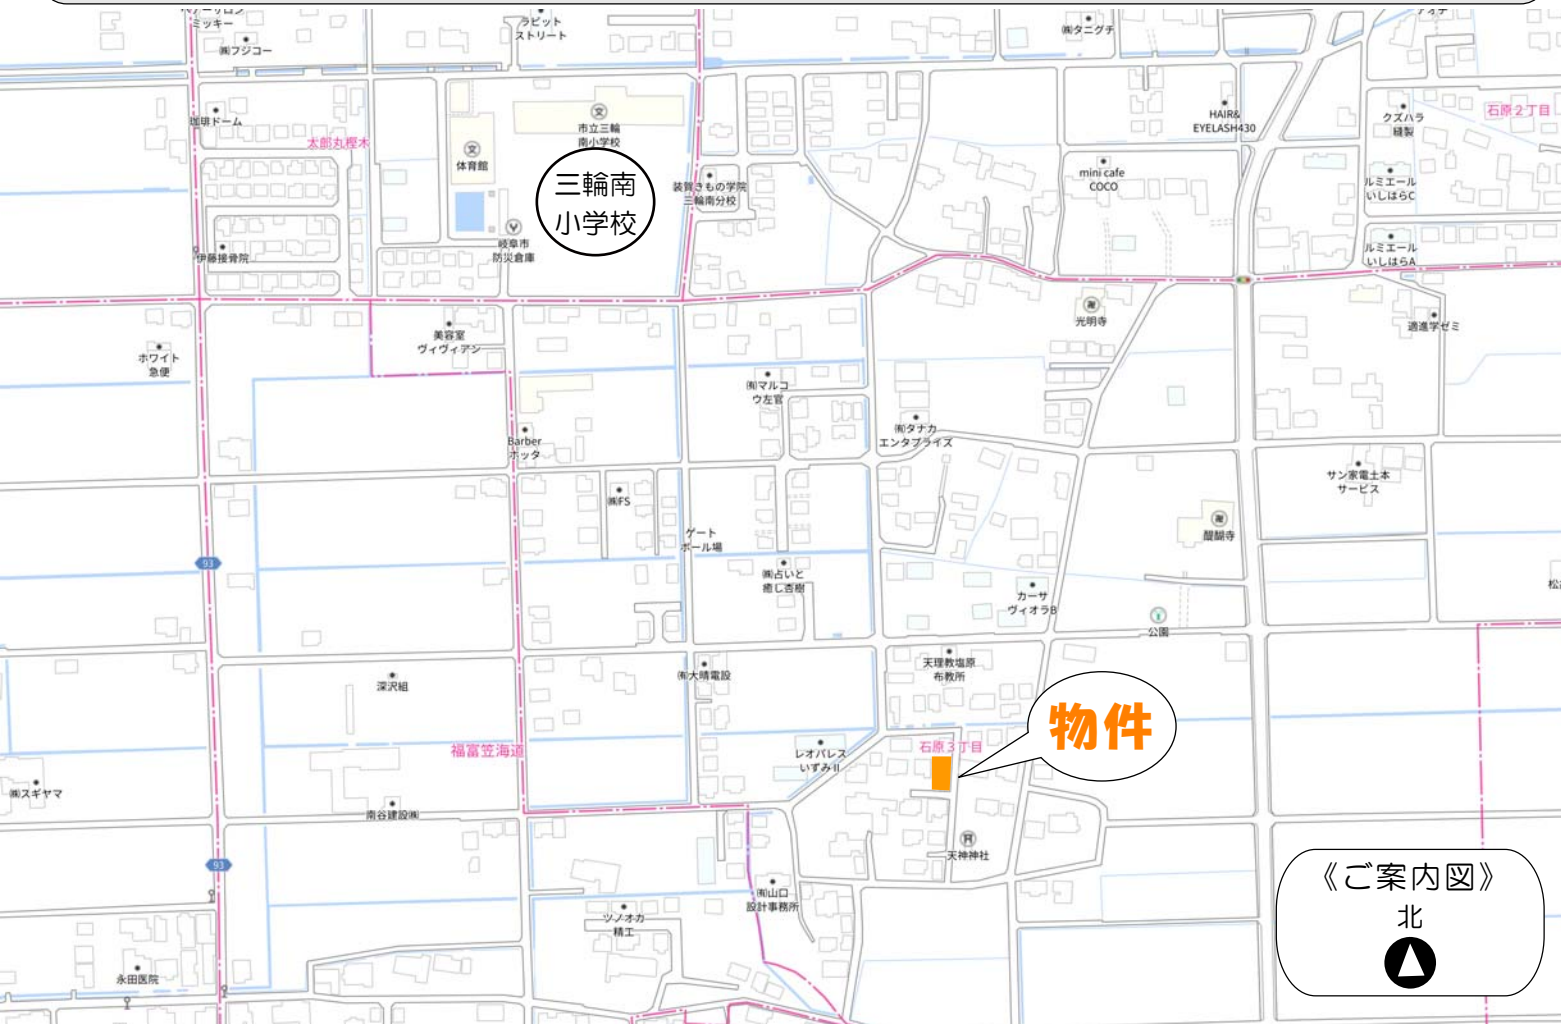 ミッキー
㈱フジコー
ラビット
ストリート
㈱タニグチ
珈琲ドーム
太郎丸樫木
体育館
市立三輪
南小学校
三輪南
小学校
装賀きもの学院
三輪南分校
岐阜市
防災倉庫
伊藤接骨院
HAIR&
EYELASH430
mini cafe
COCO
クズハラ
縫製
石原2丁目
ルミエール
いしはらC
ルミエール
いしはらA
光明寺
適進学ゼミ
ホワイト
急便
美容室
ヴィヴィアン
㈲マルコ
ウ左官
㈲タナカ
エンタプライズ
Barber
ホッタ
㈱FS
ゲート
ボール場
サン家電土本
サービス
醍醐寺
93
㈱占いと
癒し杏樹
カーサ
ヴィオラB
公園
深沢組
㈲大晴電設
天理教塩原
布教所
物件
福富笠海道
レオパレス
いずみII
石原3丁目
㈱スギヤマ
南谷建設㈱
天神神社
93
㈲山口
設計事務所
ツノオカ
精工
永田医院
《ご案内図》
北